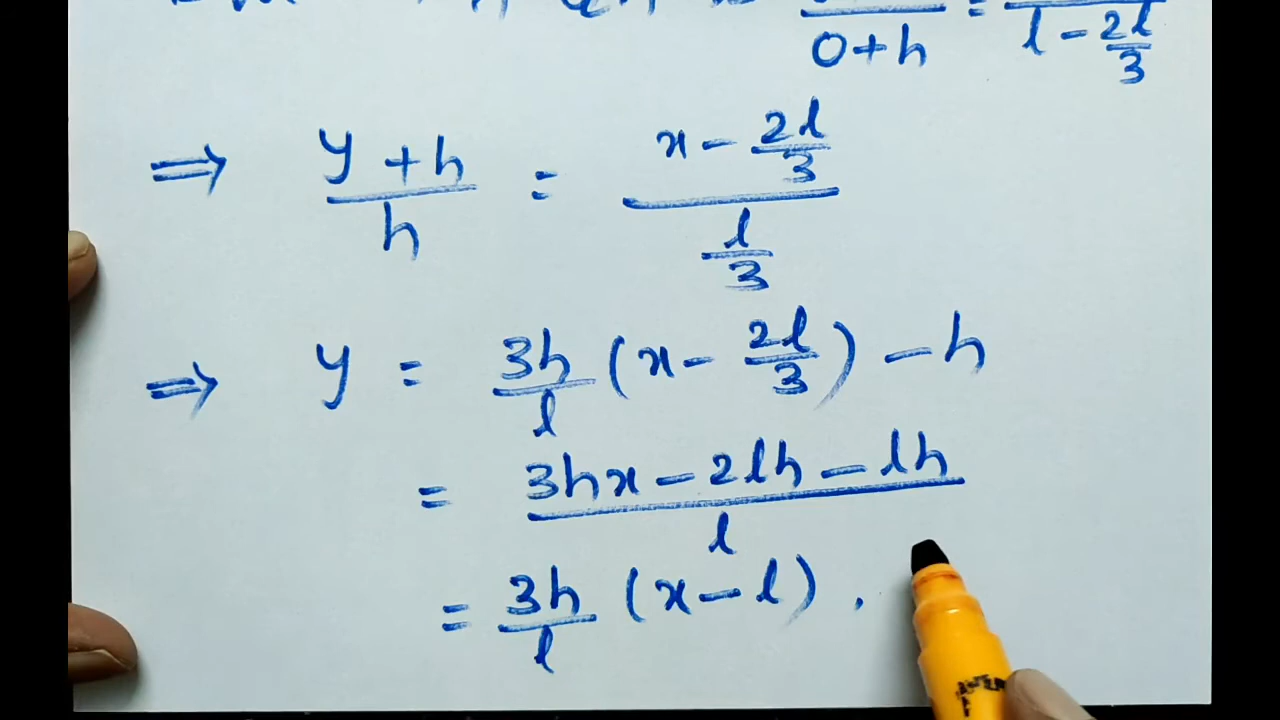 0+h l - 2l/3
⇒ (y + h)/h = (x - 2l/3)/(l/3)
⇒ y = 3h/l (x - 2l/3) - h
= (3hx - 2lh - lh)/l
= 3h/l (x - l) .